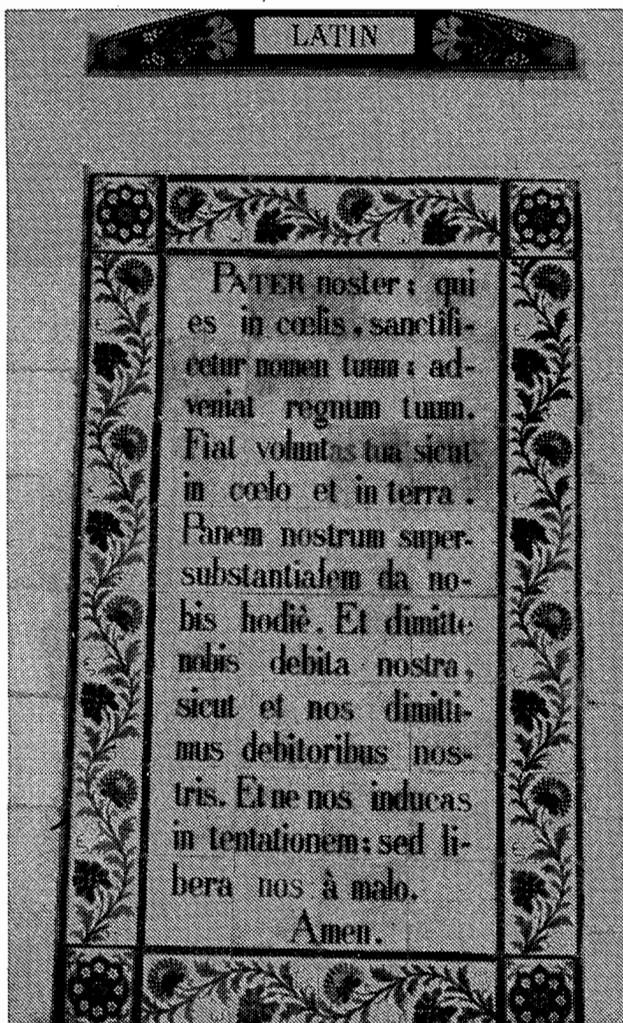 LATIN
PATER noster: qui
es in cœlis, sanctifi-
cetur nomen tuum: ad-
veniat regnum tuum.
Fiat voluntas tua sicut
in cœlo et in terra.
Panem nostrum super-
substantialem da no-
bis hodiè. Et dimitte
nobis debita nostra,
sicut et nos dimitti-
mus debitoribus nos-
tris. Et ne nos inducas
in tentationem: sed li-
bera nos à malo.
Amen.